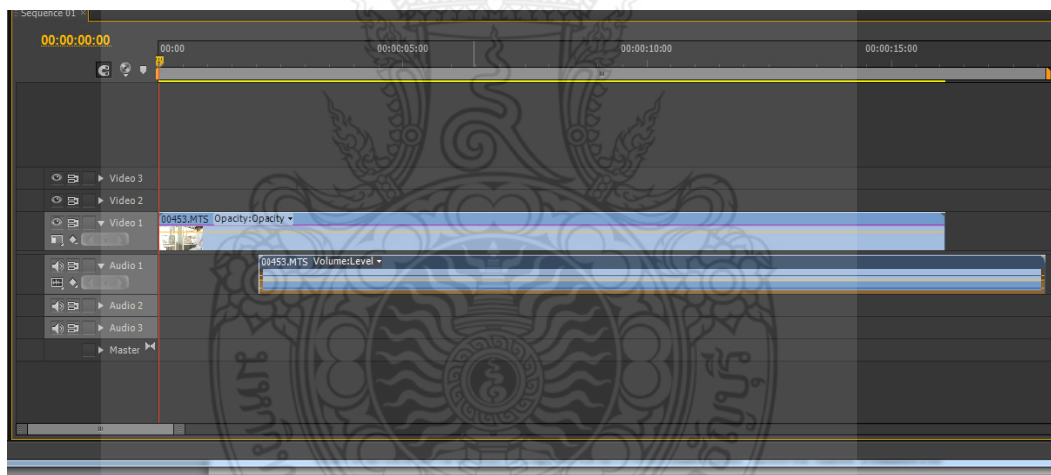 Sequence 01 ×
00:00:00:00
00:00 00:00:05:00 00:00:10:00 00:00:15:00
Video 3
Video 2
Video 1 00453.MTS Opacity:Opacity
Audio 1 00453.MTS Volume:Level
Audio 2
Audio 3
Master